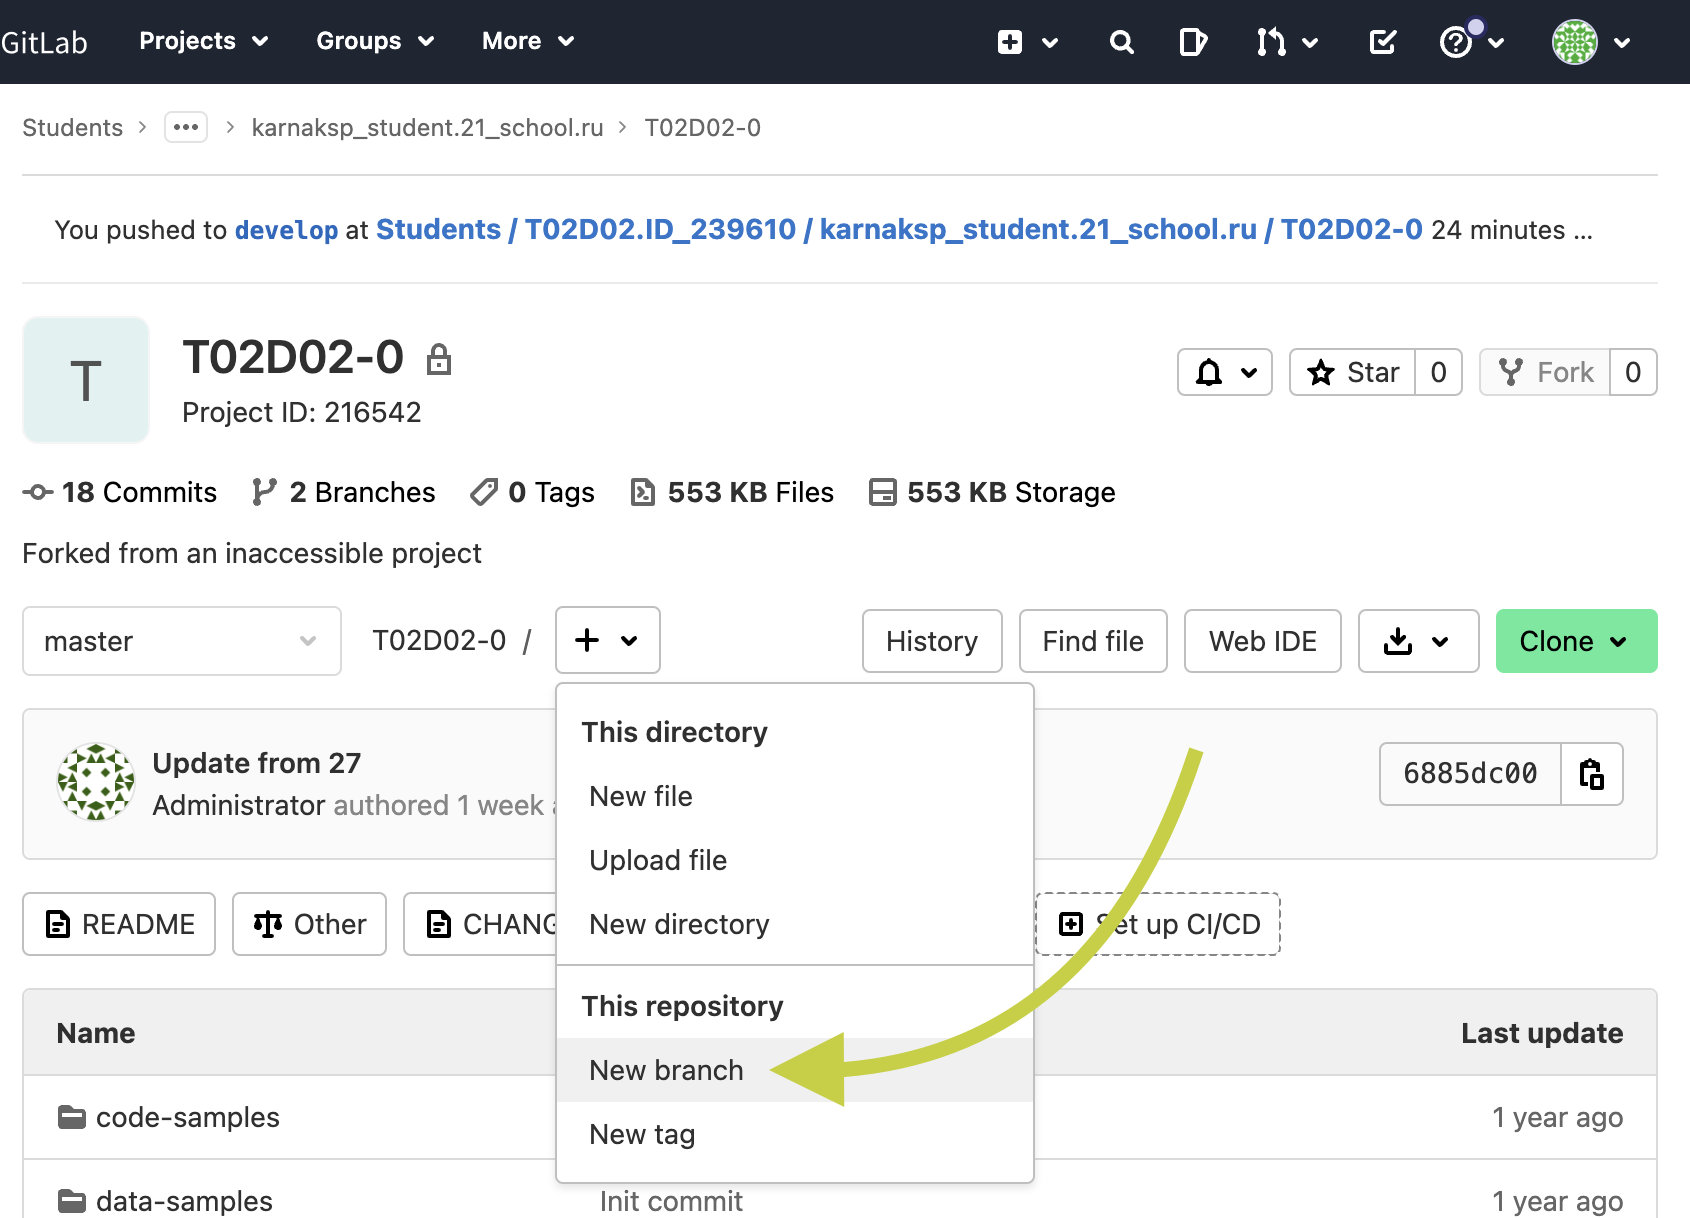 GitLab Projects Groups More
Students > ••• > karnaksp_student.21_school.ru > T02D02-0
You pushed to develop at Students / T02D02.ID_239610 / karnaksp_student.21_school.ru / T02D02-0 24 minutes ...
T
T02D02-0
Project ID: 216542
Star 0 Fork 0
18 Commits 2 Branches 0 Tags 553 KB Files 553 KB Storage
Forked from an inaccessible project
master T02D02-0 / + History Find file Web IDE Clone
This directory
New file
Upload file
New directory
This repository
New branch
New tag
Update from 27
Administrator authored 1 week
6885dc00
README Other CHANG Set up CI/CD
Name Last update
code-samples 1 year ago
data-samples Init commit 1 year ago